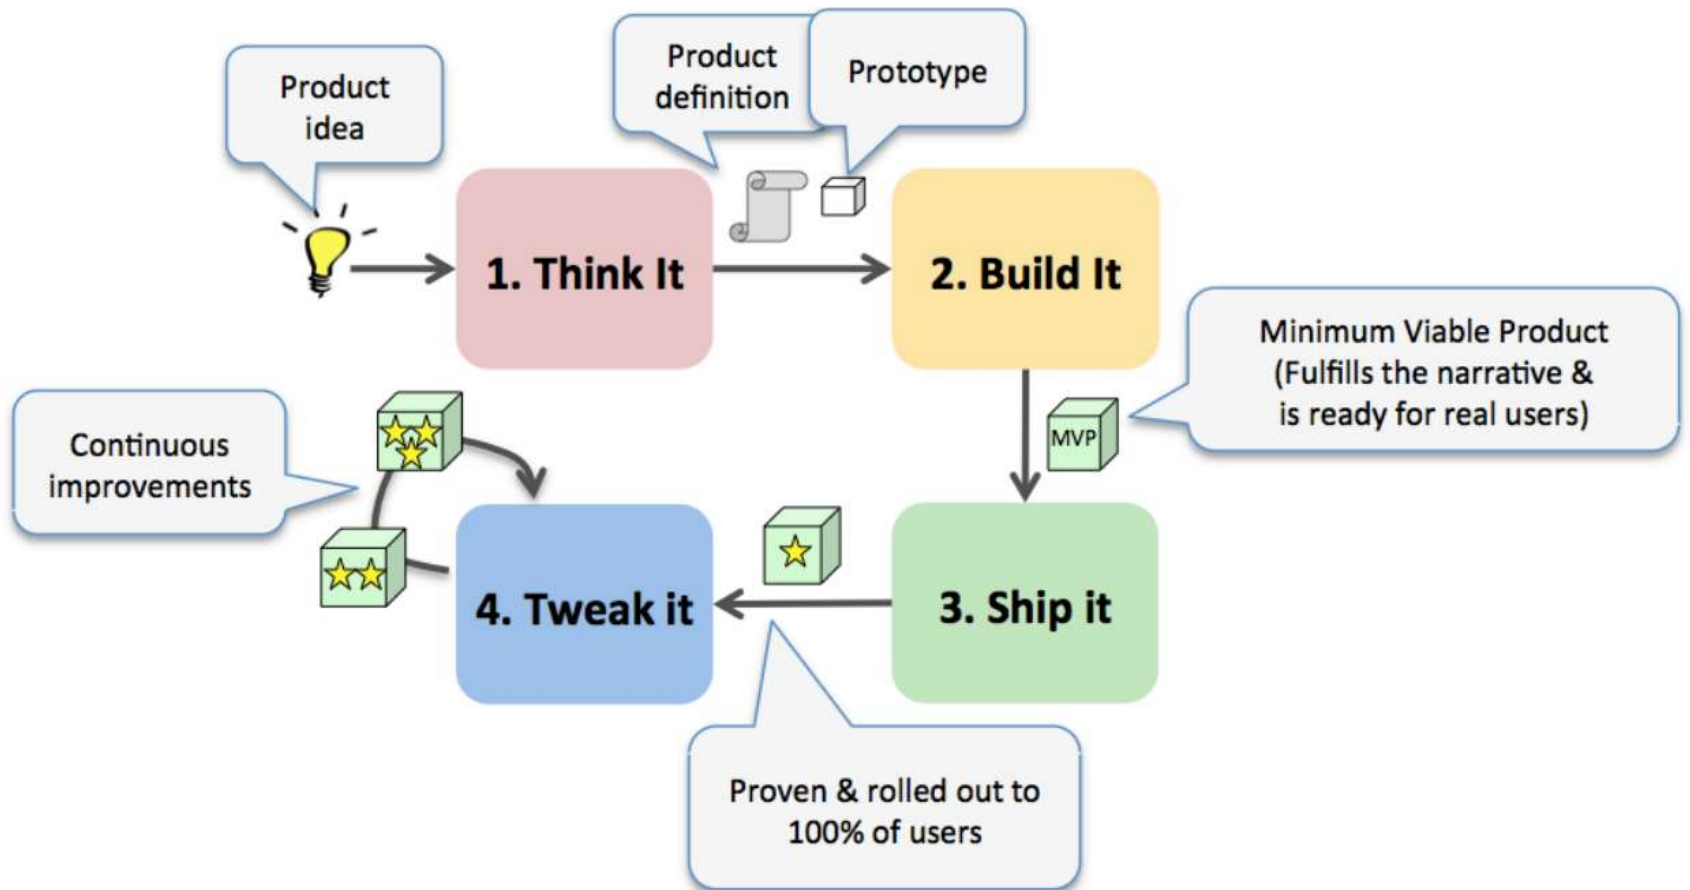 Product
idea
Product
definition
Prototype
1. Think It
2. Build It
Minimum Viable Product
(Fulfills the narrative &
is ready for real users)
MVP
Continuous
improvements
4. Tweak it
3. Ship it
Proven & rolled out to
100% of users